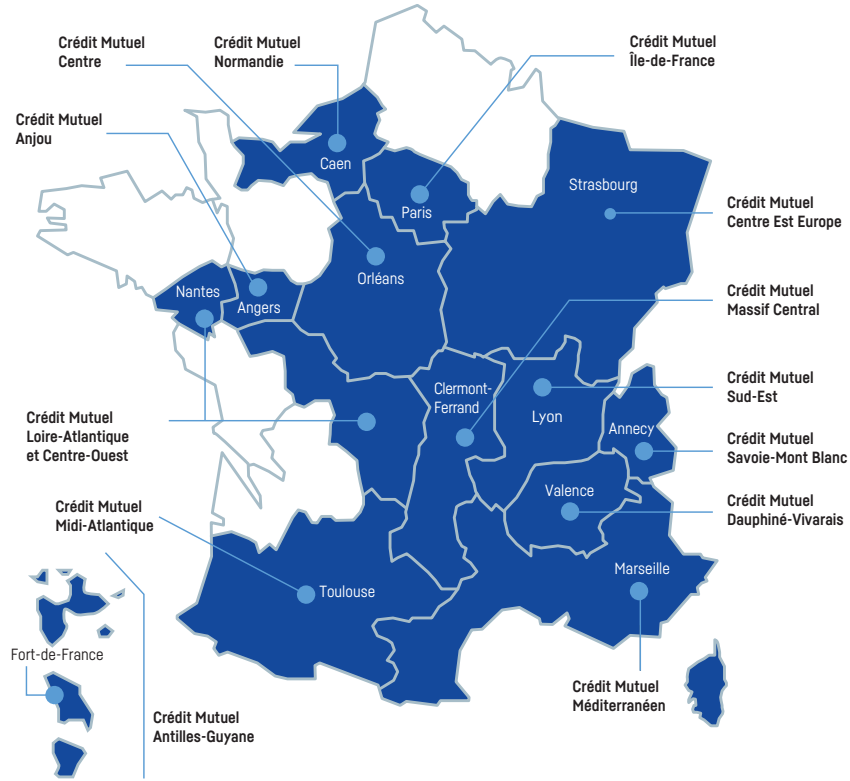 Crédit Mutuel
Centre
Crédit Mutuel
Normandie
Crédit Mutuel
Île-de-France
Crédit Mutuel
Anjou
Caen
Paris
Strasbourg
Crédit Mutuel
Centre Est Europe
Orléans
Nantes
Angers
Crédit Mutuel
Massif Central
Clermont-
Ferrand
Lyon
Crédit Mutuel
Sud-Est
Annecy
Crédit Mutuel
Loire-Atlantique
et Centre-Ouest
Crédit Mutuel
Savoie-Mont Blanc
Valence
Crédit Mutuel
Dauphiné-Vivarais
Crédit Mutuel
Midi-Atlantique
Toulouse
Marseille
Fort-de-France
Crédit Mutuel
Méditerranéen
Crédit Mutuel
Antilles-Guyane